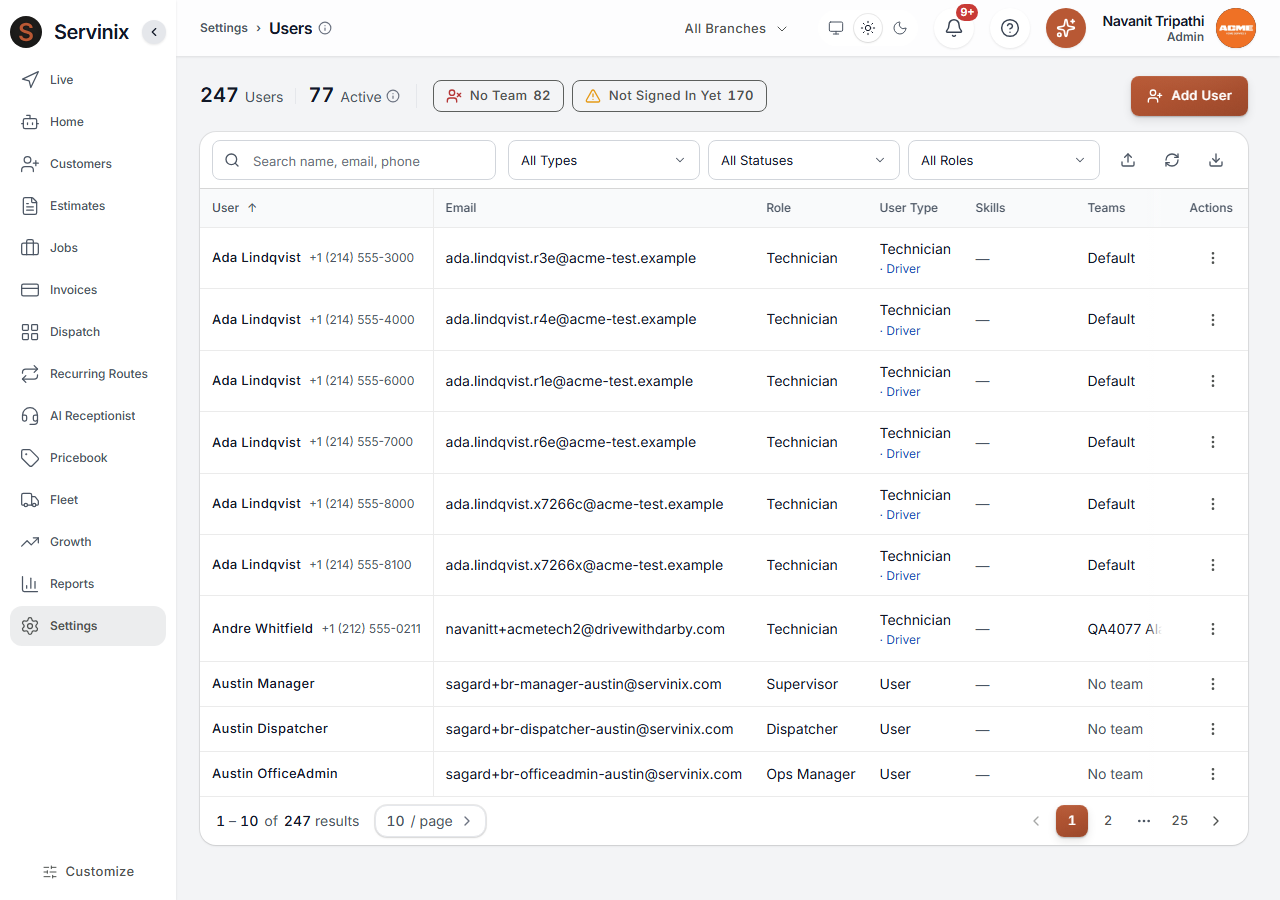 S Servinix
Settings › Users
All Branches
9+
Navanit Tripathi
Admin
ACME
Live
Home
Customers
Estimates
Jobs
Invoices
Dispatch
Recurring Routes
AI Receptionist
Pricebook
Fleet
Growth
Reports
Settings
Customize
247 Users 77 Active No Team 82 Not Signed In Yet 170 Add User
Search name, email, phone All Types All Statuses All Roles
User Email Role User Type Skills Teams Actions
Ada Lindqvist +1 (214) 555-3000 ada.lindqvist.r3e@acme-test.example Technician Technician — Default
· Driver
Ada Lindqvist +1 (214) 555-4000 ada.lindqvist.r4e@acme-test.example Technician Technician — Default
· Driver
Ada Lindqvist +1 (214) 555-6000 ada.lindqvist.r1e@acme-test.example Technician Technician — Default
· Driver
Ada Lindqvist +1 (214) 555-7000 ada.lindqvist.r6e@acme-test.example Technician Technician — Default
· Driver
Ada Lindqvist +1 (214) 555-8000 ada.lindqvist.x7266c@acme-test.example Technician Technician — Default
· Driver
Ada Lindqvist +1 (214) 555-8100 ada.lindqvist.x7266x@acme-test.example Technician Technician — Default
· Driver
Andre Whitfield +1 (212) 555-0211 navanitt+acmetech2@drivewithdarby.com Technician Technician — QA4077
· Driver
Austin Manager sagard+br-manager-austin@servinix.com Supervisor User — No team
Austin Dispatcher sagard+br-dispatcher-austin@servinix.com Dispatcher User — No team
Austin OfficeAdmin sagard+br-officeadmin-austin@servinix.com Ops Manager User — No team
1 – 10 of 247 results 10 / page 1 2 ••• 25